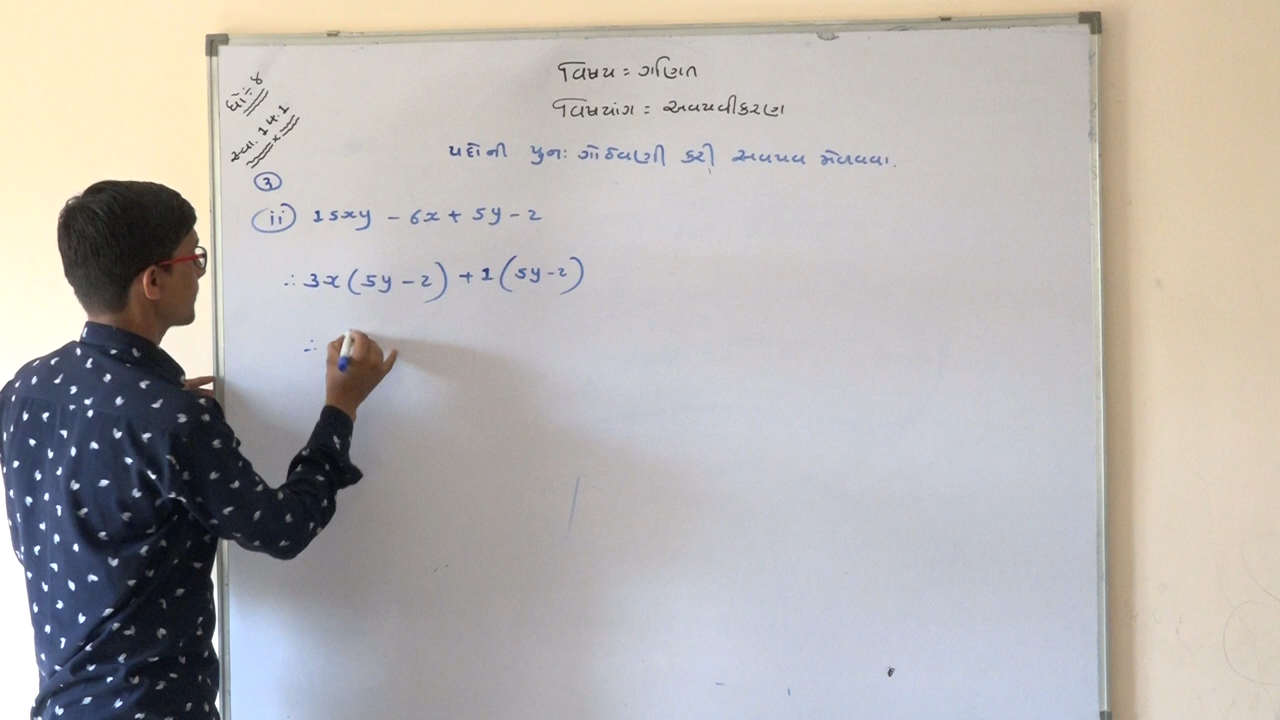 ધો ÷ ૪
સ્વા. 14.1
વિષય = ગણિત
વિષયાંગ = અવયવીકરણ
પદોની પુનઃ ગોઠવણી કરી અવયવ મેળવવા.
3
(ii) 15xy - 6x + 5y - 2
∴ 3x(5y - 2) + 1(5y - 2)
∴